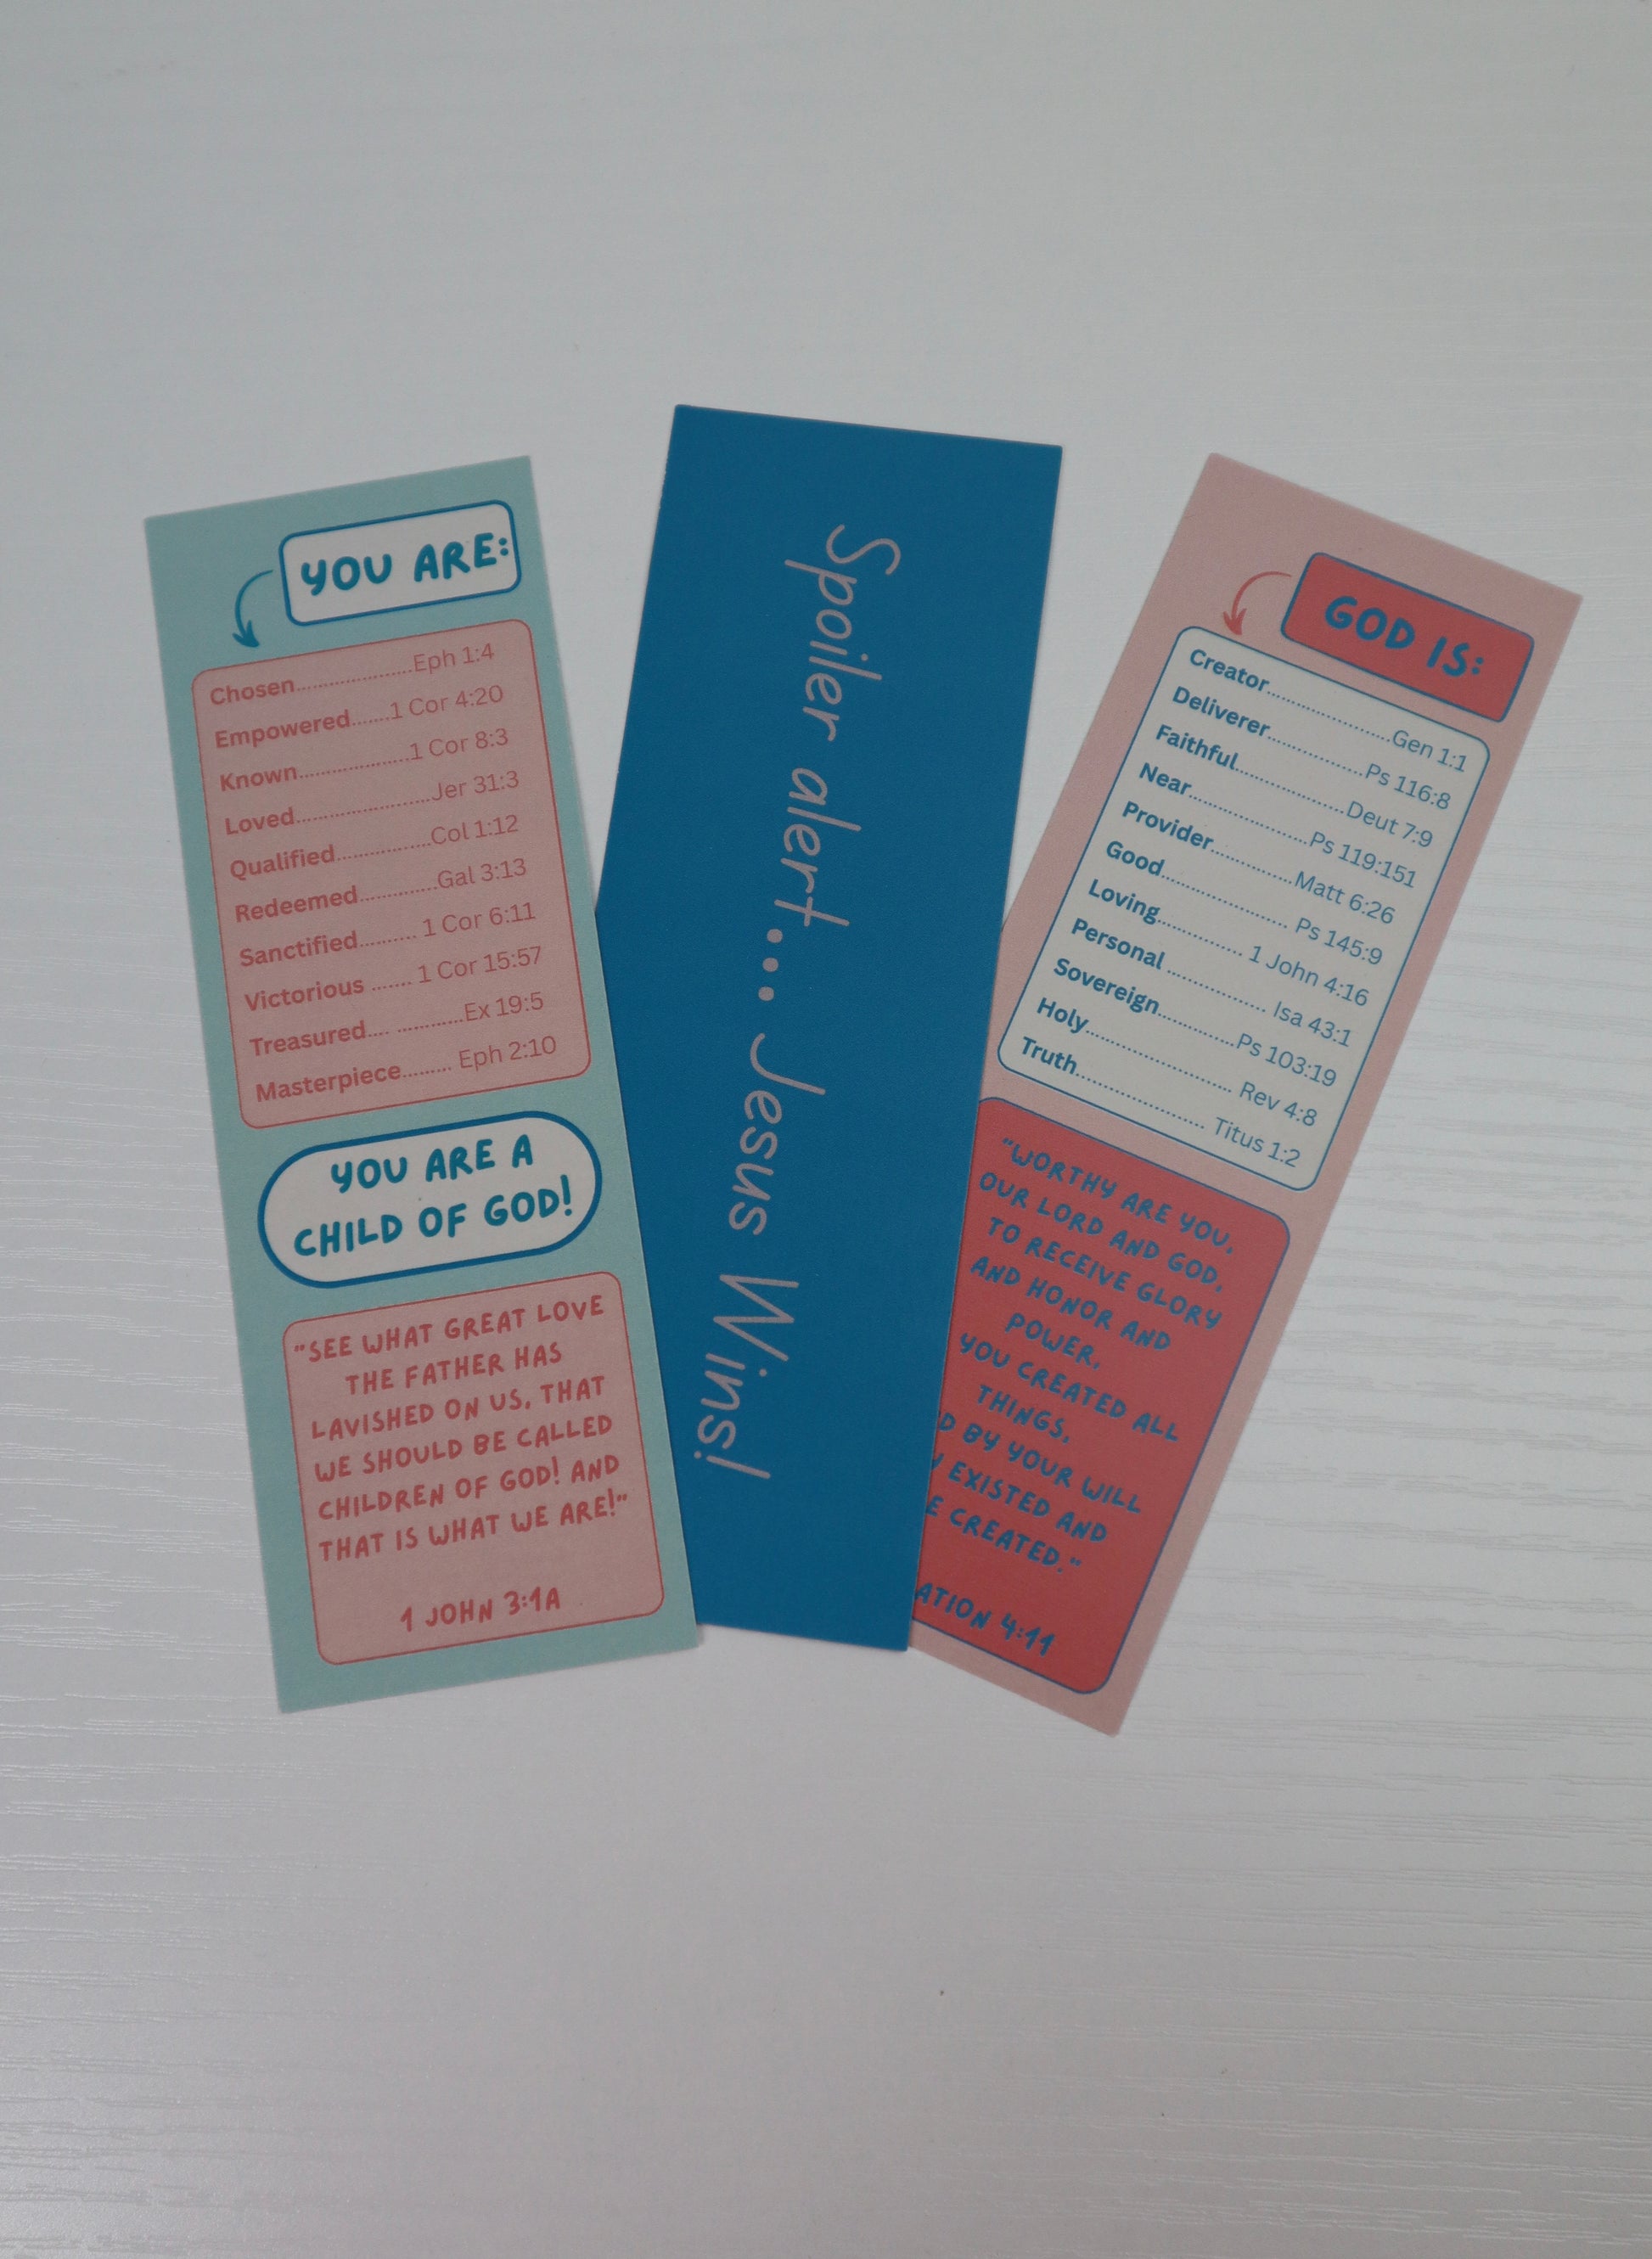 YOU ARE:
Chosen.......................Eph 1:4
Empowered.......1 Cor 4:20
Known.....................1 Cor 8:3
Loved..........................Jer 31:3
Qualified..................Col 1:12
Redeemed...............Gal 3:13
Sanctified........... 1 Cor 6:11
Victorious ....... 1 Cor 15:57
Treasured.... .............Ex 19:5
Masterpiece......... Eph 2:10
YOU ARE A
CHILD OF GOD!
"SEE WHAT GREAT LOVE
THE FATHER HAS
LAVISHED ON US, THAT
WE SHOULD BE CALLED
CHILDREN OF GOD! AND
THAT IS WHAT WE ARE!"
1 JOHN 3:1A
Spoiler alert... Jesus Wins!
GOD IS:
Creator........................Gen 1:1
Deliverer...................Ps 116:8
Faithful.....................Deut 7:9
Near.......................Ps 119:151
Provider................Matt 6:26
Good......................... Ps 145:9
Loving................. 1 John 4:16
Personal .................... Isa 43:1
Sovereign................Ps 103:19
Holy............................. Rev 4:8
Truth.......................... Titus 1:2
"WORTHY ARE YOU,
OUR LORD AND GOD,
TO RECEIVE GLORY
AND HONOR AND
POWER,
YOU CREATED ALL
THINGS,
D BY YOUR WILL
EXISTED AND
E CREATED."
ATION 4:11